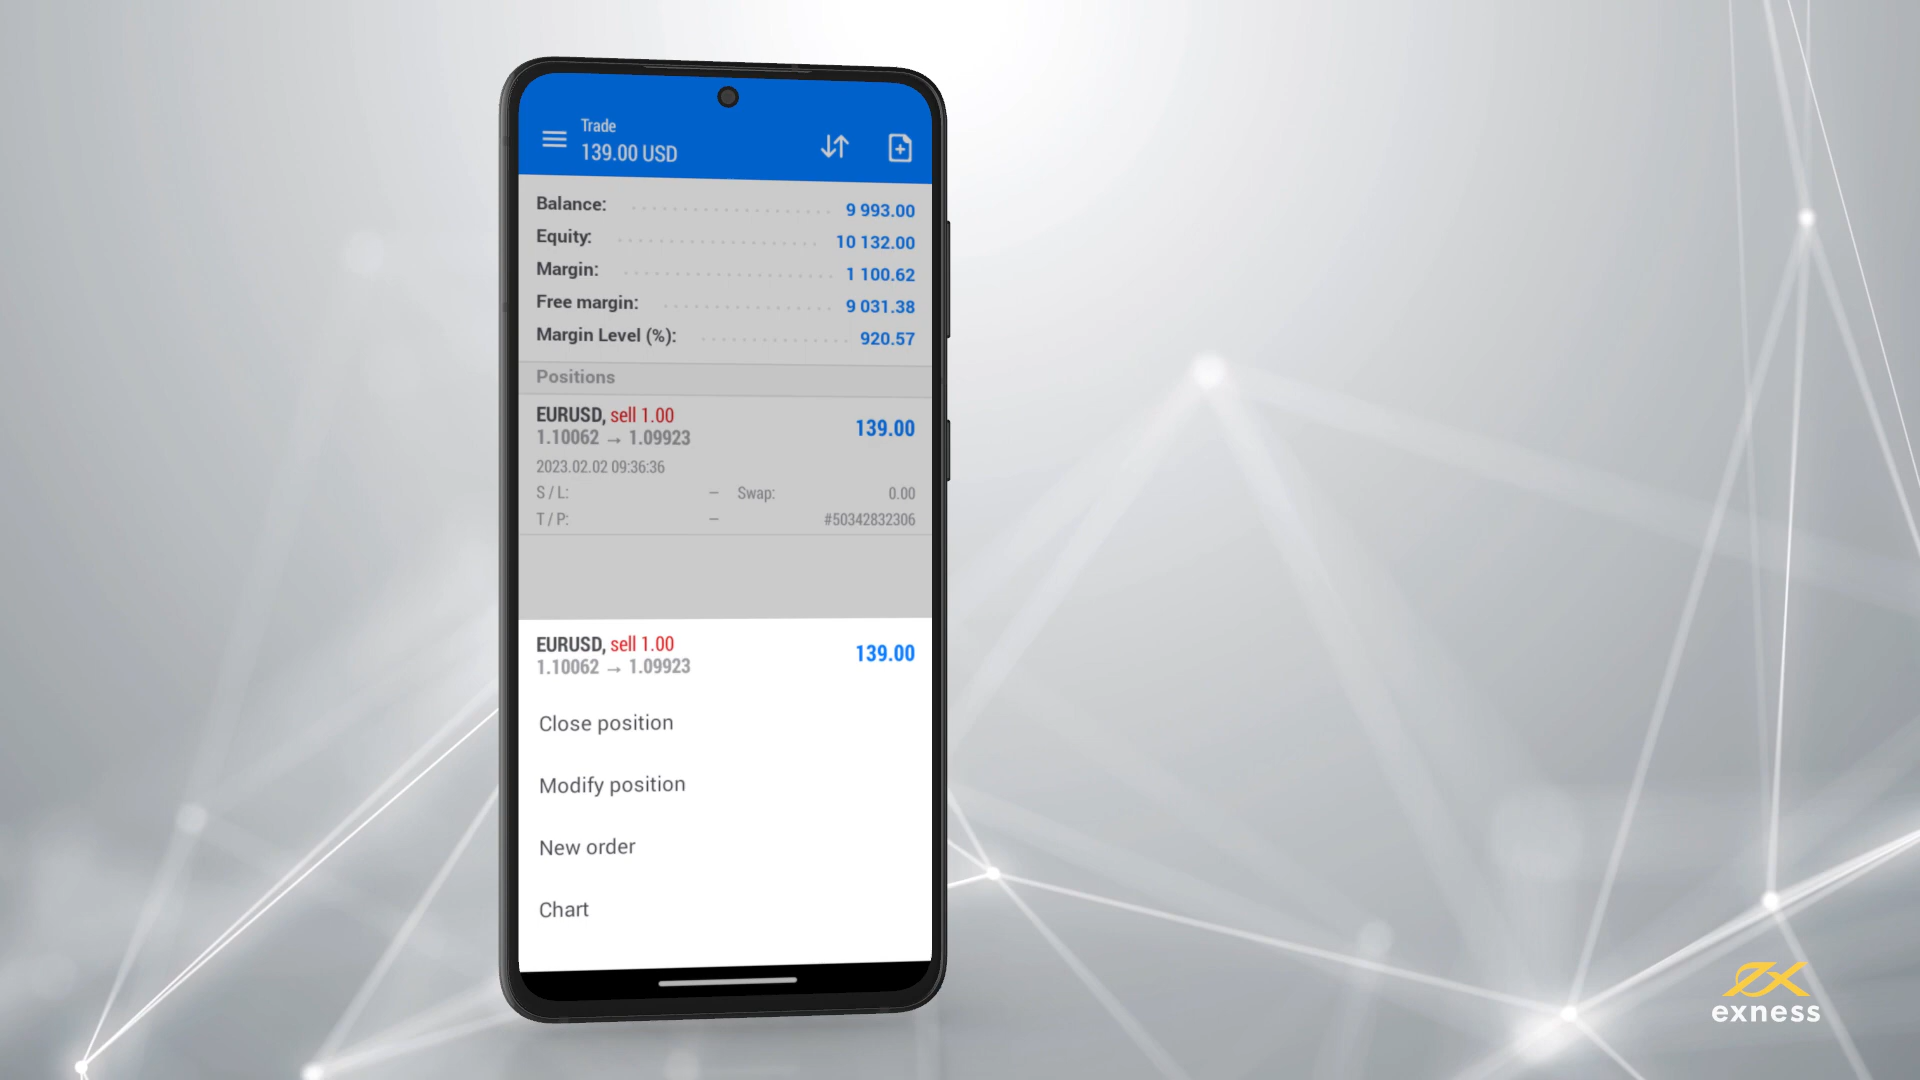 Trade
139.00 USD
Balance: 9 993.00
Equity: 10 132.00
Margin: 1 100.62
Free margin: 9 031.38
Margin Level (%): 920.57
Positions
EURUSD, sell 1.00 139.00
1.10062 → 1.09923
2023.02.02 09:36:36
S / L: – Swap: 0.00
T / P: – #50342832306
EURUSD, sell 1.00 139.00
1.10062 → 1.09923
Close position
Modify position
New order
Chart
exness